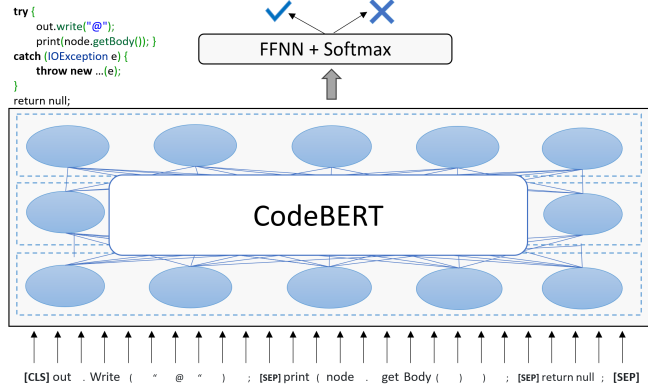 try {
out.write("@");
print(node.getBody()); }
catch (IOException e) {
throw new …(e);
}
return null;
FFNN + Softmax
CodeBERT
[CLS] out . Write ( " @ " ) ; [SEP] print ( node . get Body ( ) ) ; [SEP] return null ; [SEP]